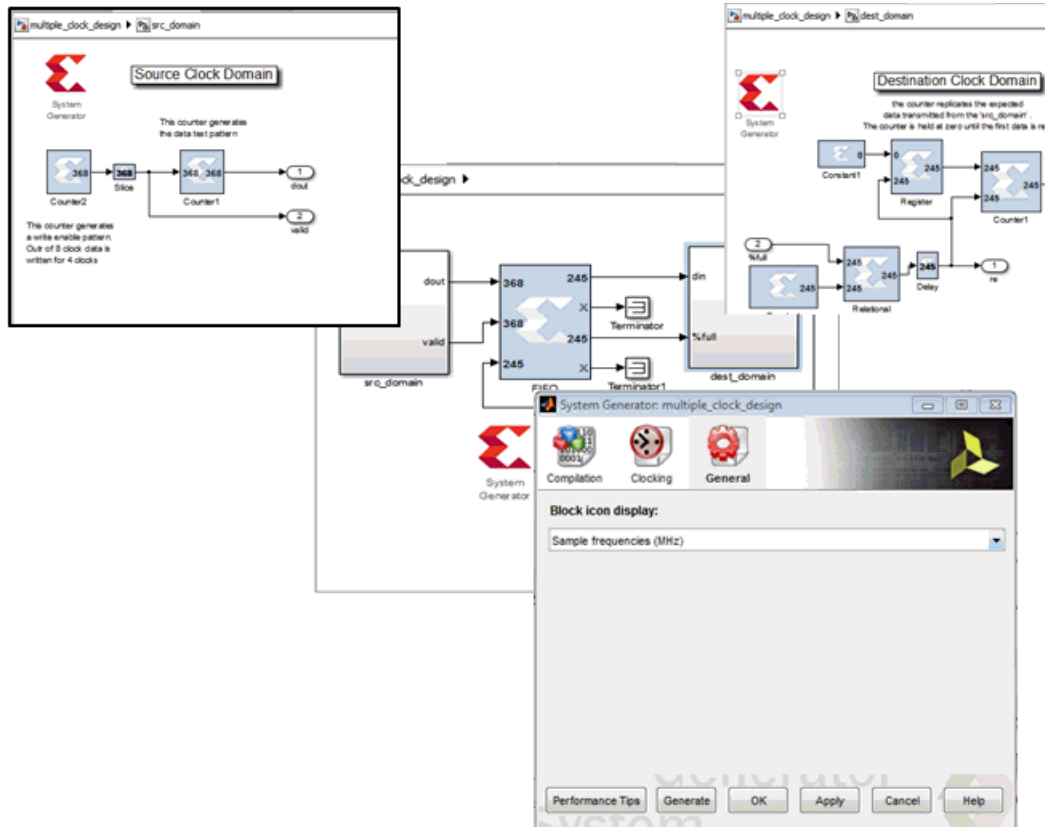 multiple_clock_design ▶ src_domain
Source Clock Domain
System
Generator
This counter generates
the data test pattern
368
368
368 368
1
dout
Counter2
Slice
Counter1
2
valid
This counter generates
a write enable pattern.
Outr of 8 clock data is
written for 4 clocks
multiple_clock_design ▶ dest_domain
Destination Clock Domain
System
Generator
the counter replicates the expected
data transmitted from the 'src_domain' .
The counter is held at zero until the first data is re
0
0
245
245
245
245
245
Constant1
Register
Counter1
2
%full
245
245
245
245
245
1
re
Relational
Delay
ck_design ▶
dout
valid
src_domain
368
368
245
245
X
245
X
FIFO
Terminator
Terminator1
din
%full
dest_domain
System
Generator
System Generator: multiple_clock_design
Compilation
Clocking
General
Block icon display:
Sample frequencies (MHz)
Performance Tips
Generate
OK
Apply
Cancel
Help